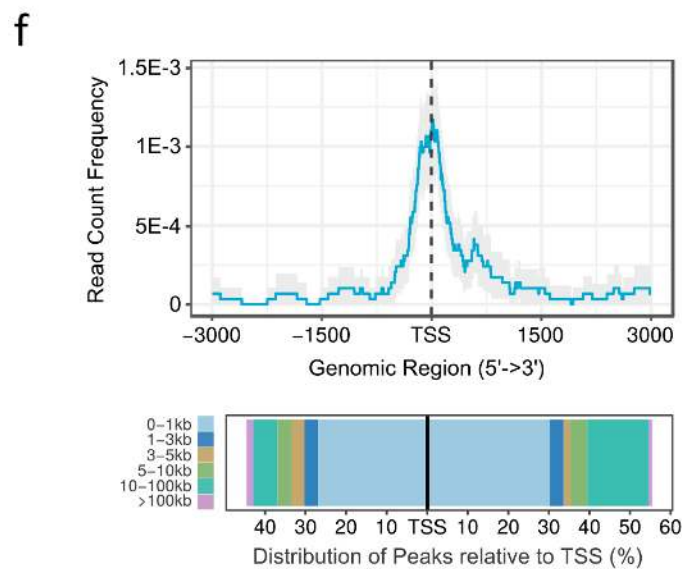 f
1.5E-3
1E-3
5E-4
0
Read Count Frequency
−3000 −1500 TSS 1500 3000
Genomic Region (5'->3')
0−1kb
1−3kb
3−5kb
5−10kb
10−100kb
>100kb
40 30 20 10 TSS 10 20 30 40 50 60
Distribution of Peaks relative to TSS (%)